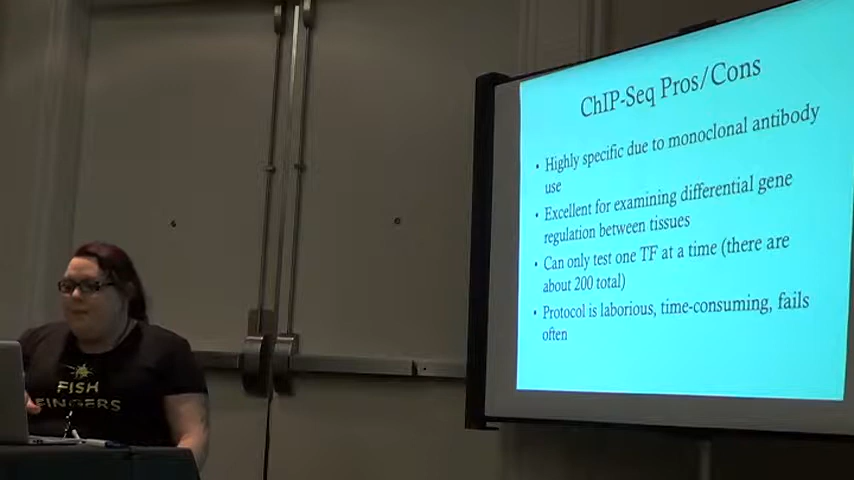 ChIP-Seq Pros/Cons
• Highly specific due to monoclonal antibody
use
• Excellent for examining differential gene
regulation between tissues
• Can only test one TF at a time (there are
about 200 total)
• Protocol is laborious, time-consuming, fails
often
FISH
FINGERS